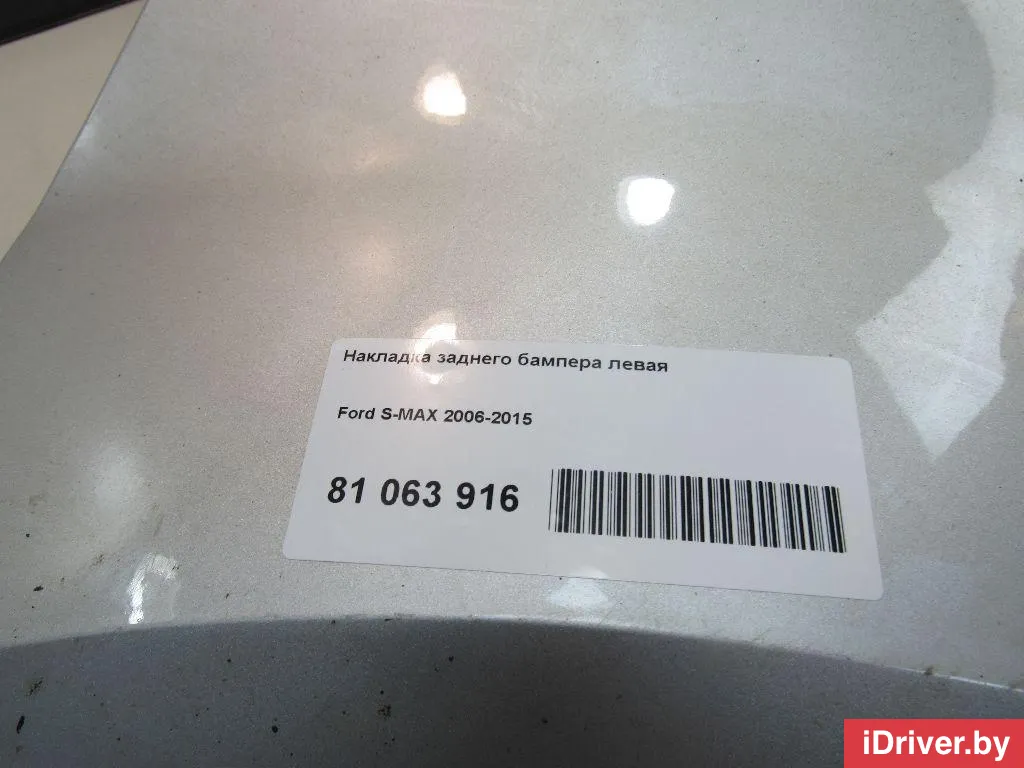 Накладка заднего бампера левая
Ford S-MAX 2006-2015
81 063 916
iDriver.by